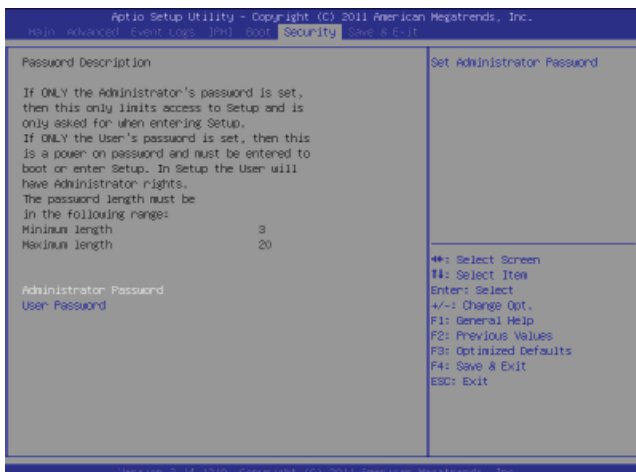 Aptio Setup Utility - Copyright (C) 2011 American Megatrends, Inc.
Main Advanced Event Logs IPMI Boot Security Save & Exit
Password Description
If ONLY the Administrator's password is set,
then this only limits access to Setup and is
only asked for when entering Setup.
If ONLY the User's password is set, then this
is a power on password and must be entered to
boot or enter Setup. In Setup the User will
have Administrator rights.
The password length must be
in the following range:
Minimum length 3
Maximum length 20
Administrator Password
User Password
Set Administrator Password
: Select Screen
: Select Item
Enter: Select
+/-: Change Opt.
F1: General Help
F2: Previous Values
F3: Optimized Defaults
F4: Save & Exit
ESC: Exit
Copyright (C) 2011 American Megatrends, Inc.